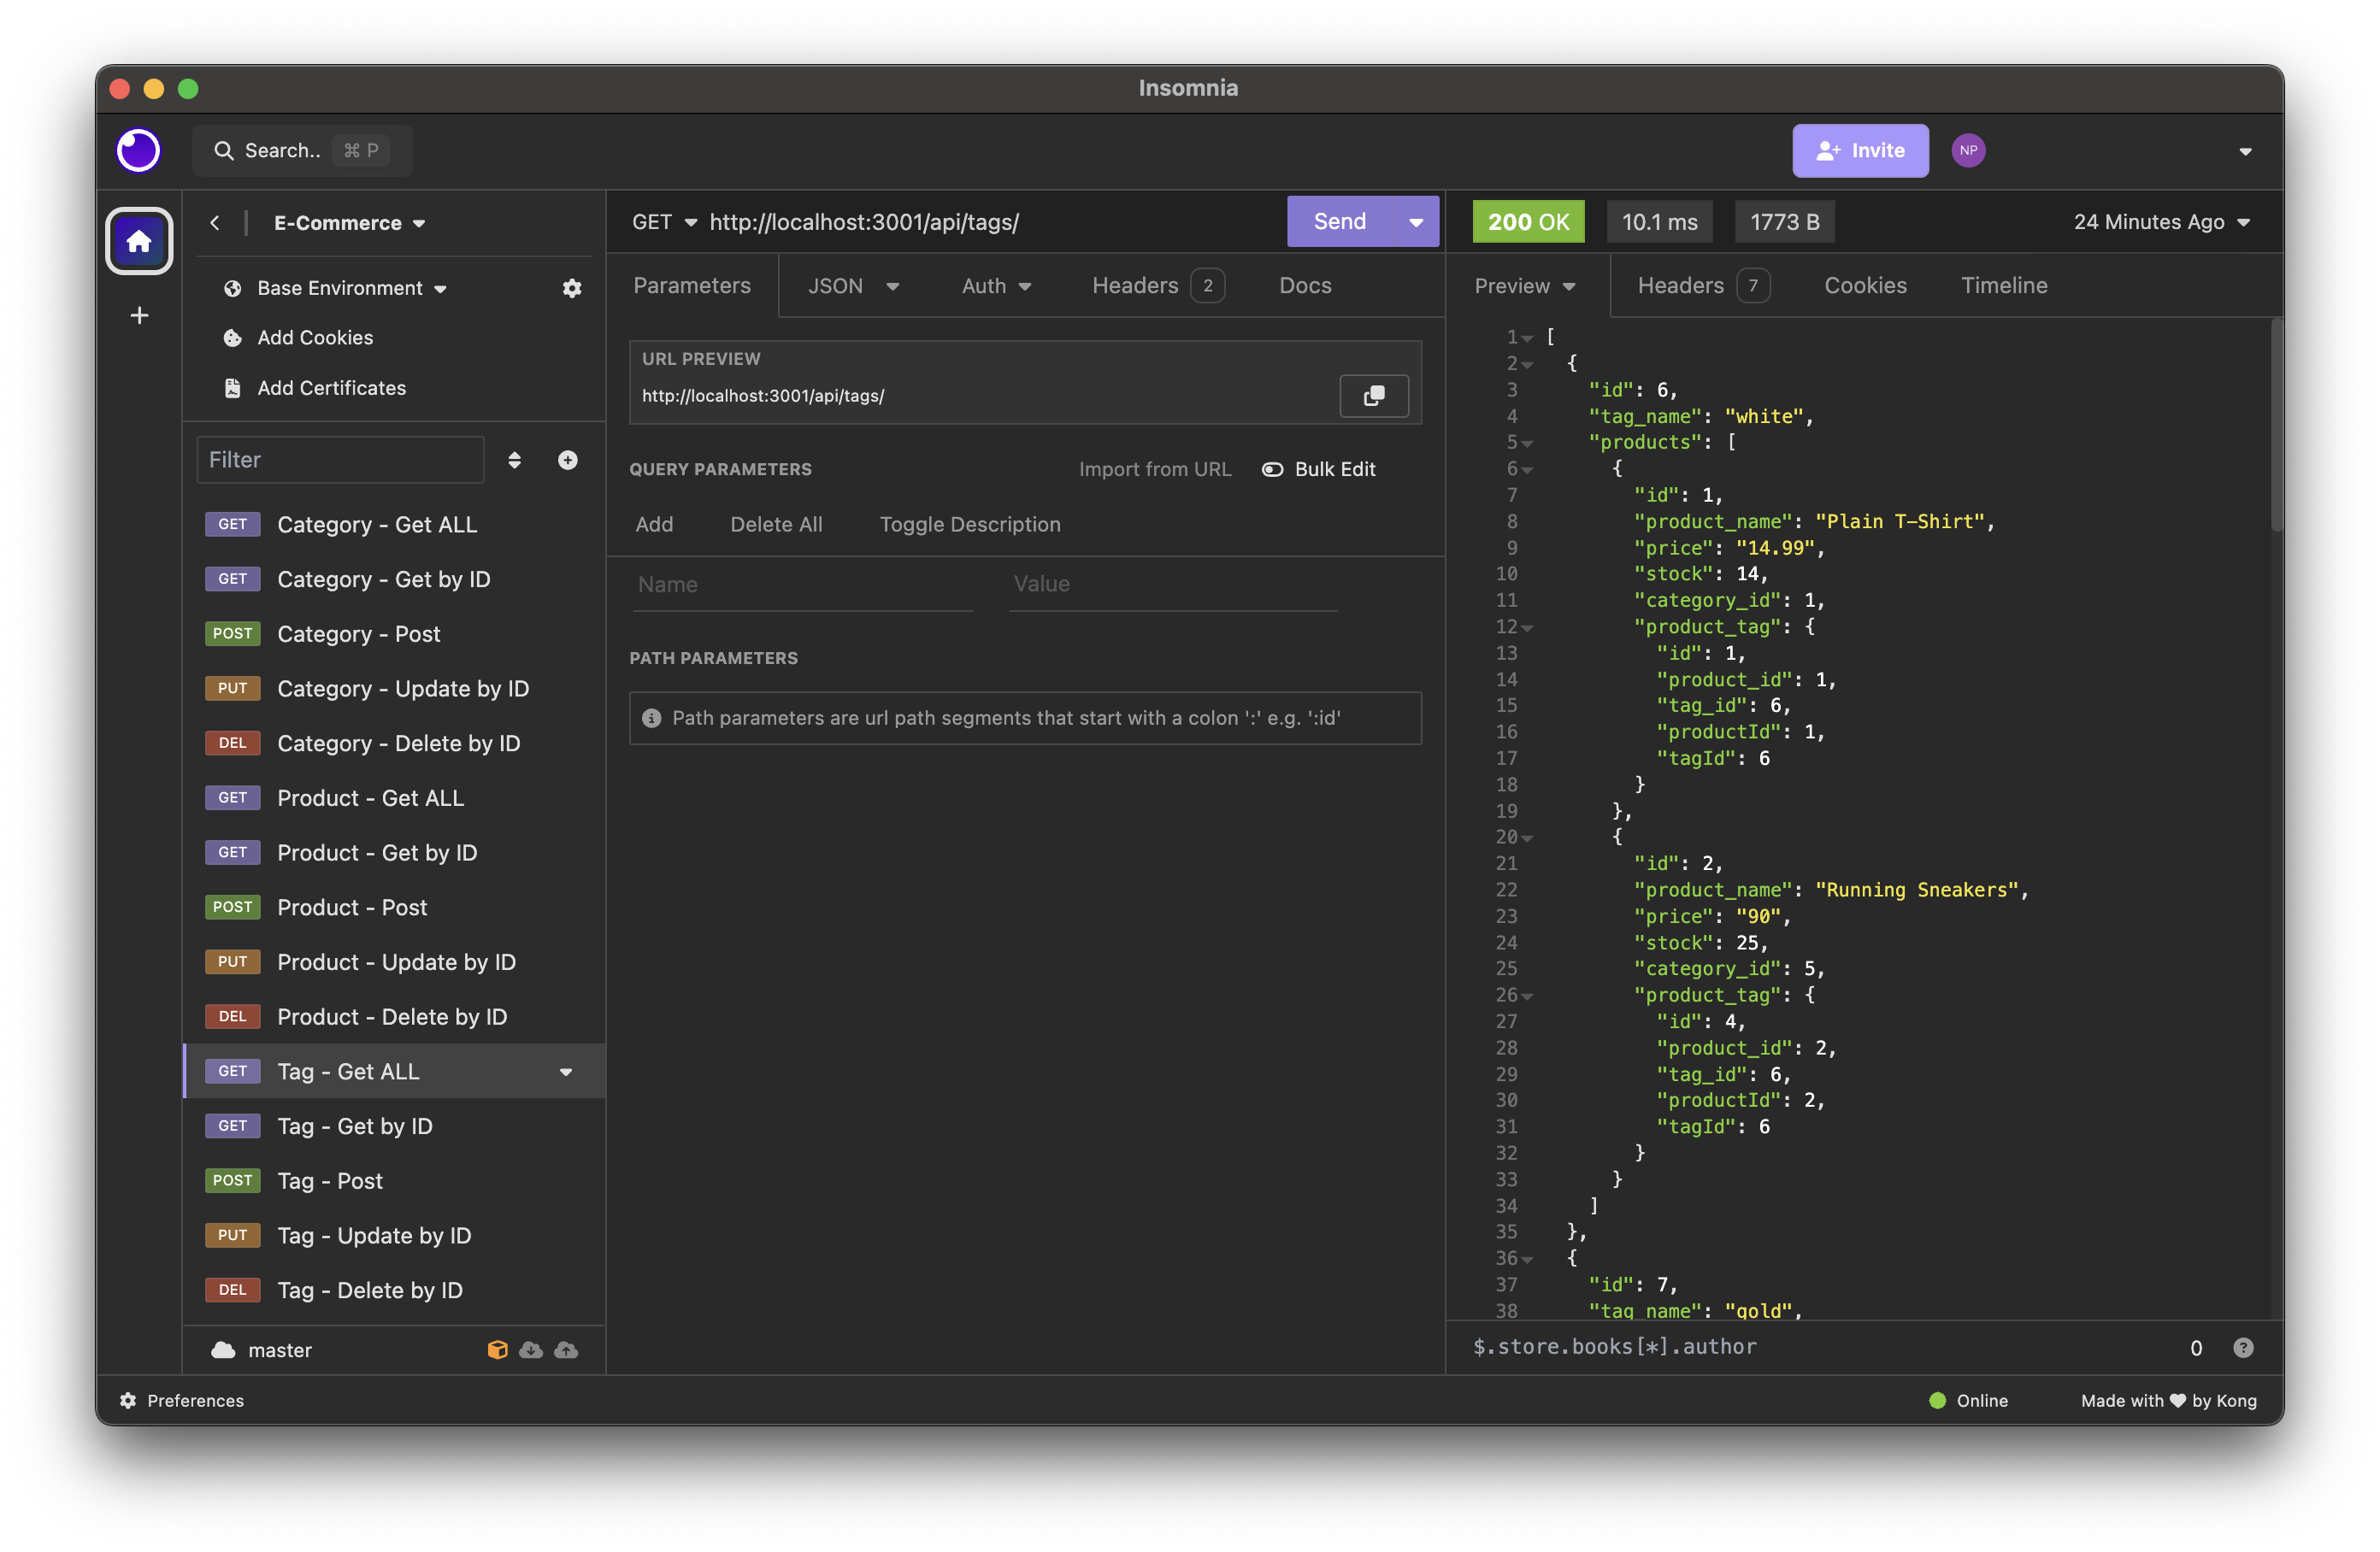 Insomnia
Search.. ⌘ P
Invite
NP
E-Commerce
Base Environment
Add Cookies
Add Certificates
Filter
GET Category - Get ALL
GET Category - Get by ID
POST Category - Post
PUT Category - Update by ID
DEL Category - Delete by ID
GET Product - Get ALL
GET Product - Get by ID
POST Product - Post
PUT Product - Update by ID
DEL Product - Delete by ID
GET Tag - Get ALL
GET Tag - Get by ID
POST Tag - Post
PUT Tag - Update by ID
DEL Tag - Delete by ID
master
GET http://localhost:3001/api/tags/ Send
Parameters JSON Auth Headers 2 Docs
URL PREVIEW
http://localhost:3001/api/tags/
QUERY PARAMETERS Import from URL Bulk Edit
Add Delete All Toggle Description
Name Value
PATH PARAMETERS
Path parameters are url path segments that start with a colon ':' e.g. ':id'
200 OK 10.1 ms 1773 B 24 Minutes Ago
Preview Headers 7 Cookies Timeline
1 [
2 {
3 "id": 6,
4 "tag_name": "white",
5 "products": [
6 {
7 "id": 1,
8 "product_name": "Plain T-Shirt",
9 "price": "14.99",
10 "stock": 14,
11 "category_id": 1,
12 "product_tag": {
13 "id": 1,
14 "product_id": 1,
15 "tag_id": 6,
16 "productId": 1,
17 "tagId": 6
18 }
19 },
20 {
21 "id": 2,
22 "product_name": "Running Sneakers",
23 "price": "90",
24 "stock": 25,
25 "category_id": 5,
26 "product_tag": {
27 "id": 4,
28 "product_id": 2,
29 "tag_id": 6,
30 "productId": 2,
31 "tagId": 6
32 }
33 }
34 ]
35 },
36 {
37 "id": 7,
38 "tag_name": "gold",
$.store.books[*].author 0 ?
Preferences
Online
Made with ♥ by Kong